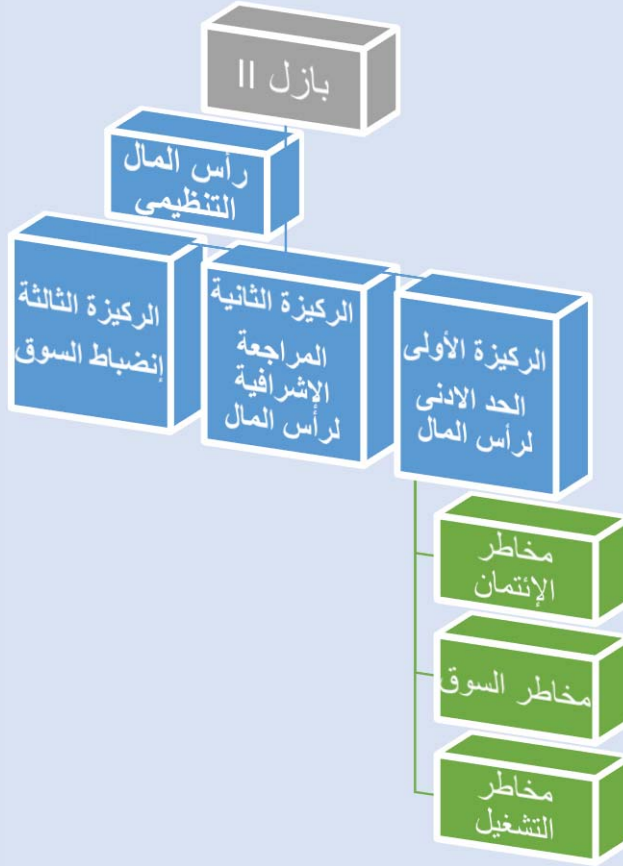 بازل II
رأس المال
التنظيمي
الركيزة الأولى
الحد الادنى
لرأس المال
الركيزة الثانية
المراجعة
الإشرافية
لرأس المال
الركيزة الثالثة
إنضباط السوق
مخاطر
الإئتمان
مخاطر السوق
مخاطر
التشغيل